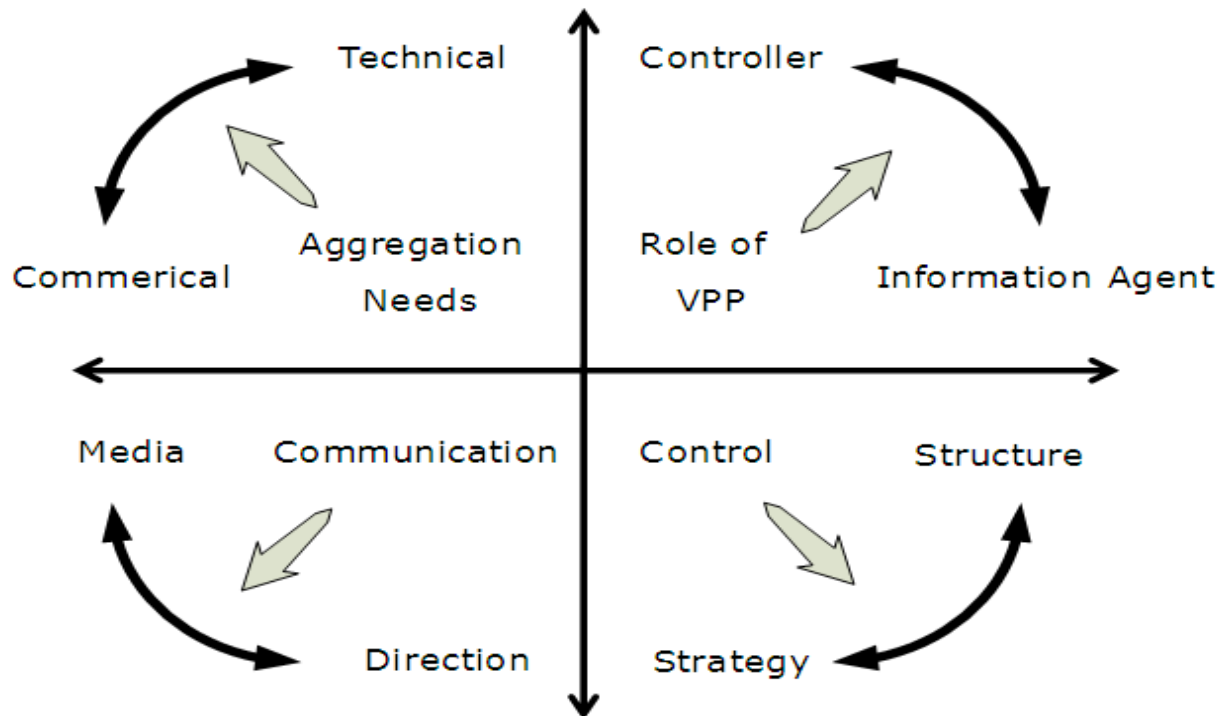 Technical
Controller
Commerical
Aggregation
Needs
Role of
VPP
Information Agent
Media
Communication
Control
Structure
Direction
Strategy